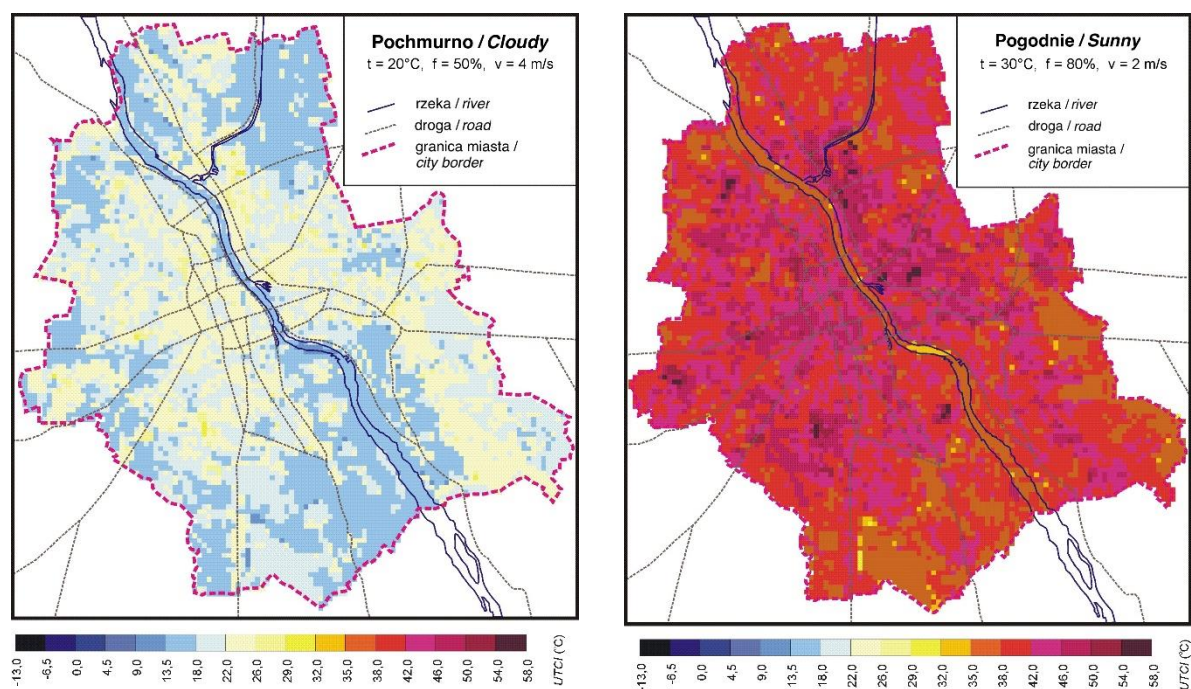 Pochmurno / Cloudy
t = 20°C, f = 50%, v = 4 m/s
rzeka / river
droga / road
granica miasta /
city border
-13,0
-6,5
0,0
4,5
9,0
13,5
18,0
22,0
26,0
29,0
32,0
35,0
38,0
42,0
46,0
50,0
54,0
58,0
UTCI (°C)
Pogodnie / Sunny
t = 30°C, f = 80%, v = 2 m/s
rzeka / river
droga / road
granica miasta /
city border
-13,0
-6,5
0,0
4,5
9,0
13,5
18,0
22,0
26,0
29,0
32,0
35,0
38,0
42,0
46,0
50,0
54,0
58,0
UTCI (°C)